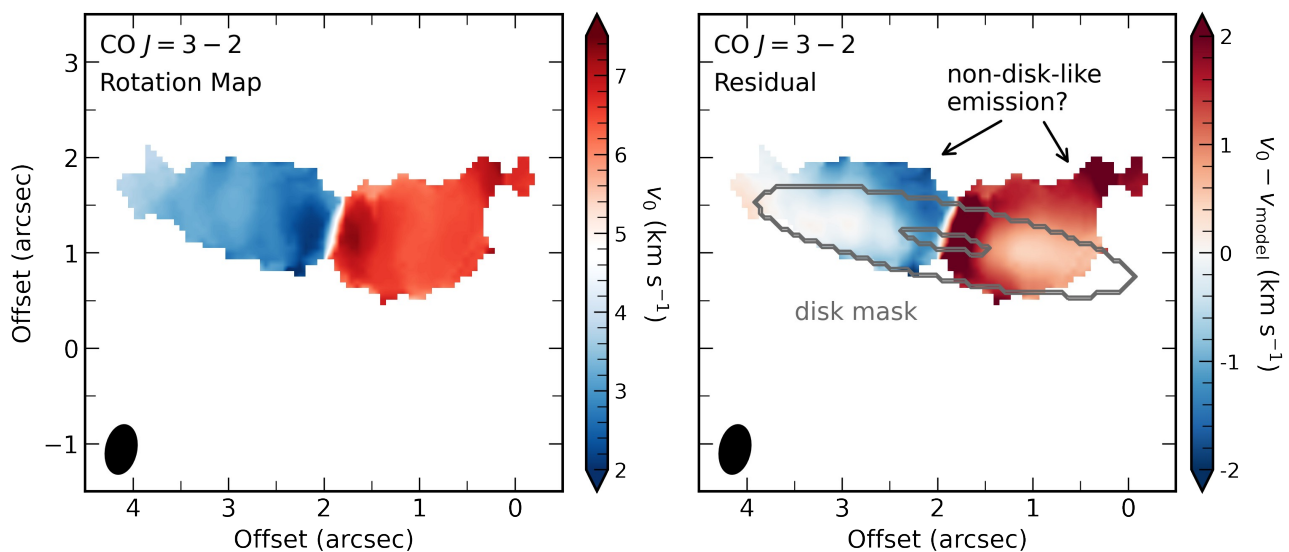 CO J = 3 − 2
Rotation Map
3
2
1
0
−1
Offset (arcsec)
4 3 2 1 0
Offset (arcsec)
7
6
5
4
3
2
v₀ (km s⁻¹)
CO J = 3 − 2
Residual
non-disk-like
emission?
disk mask
4 3 2 1 0
Offset (arcsec)
2
1
0
-1
-2
v₀ − v_model (km s⁻¹)